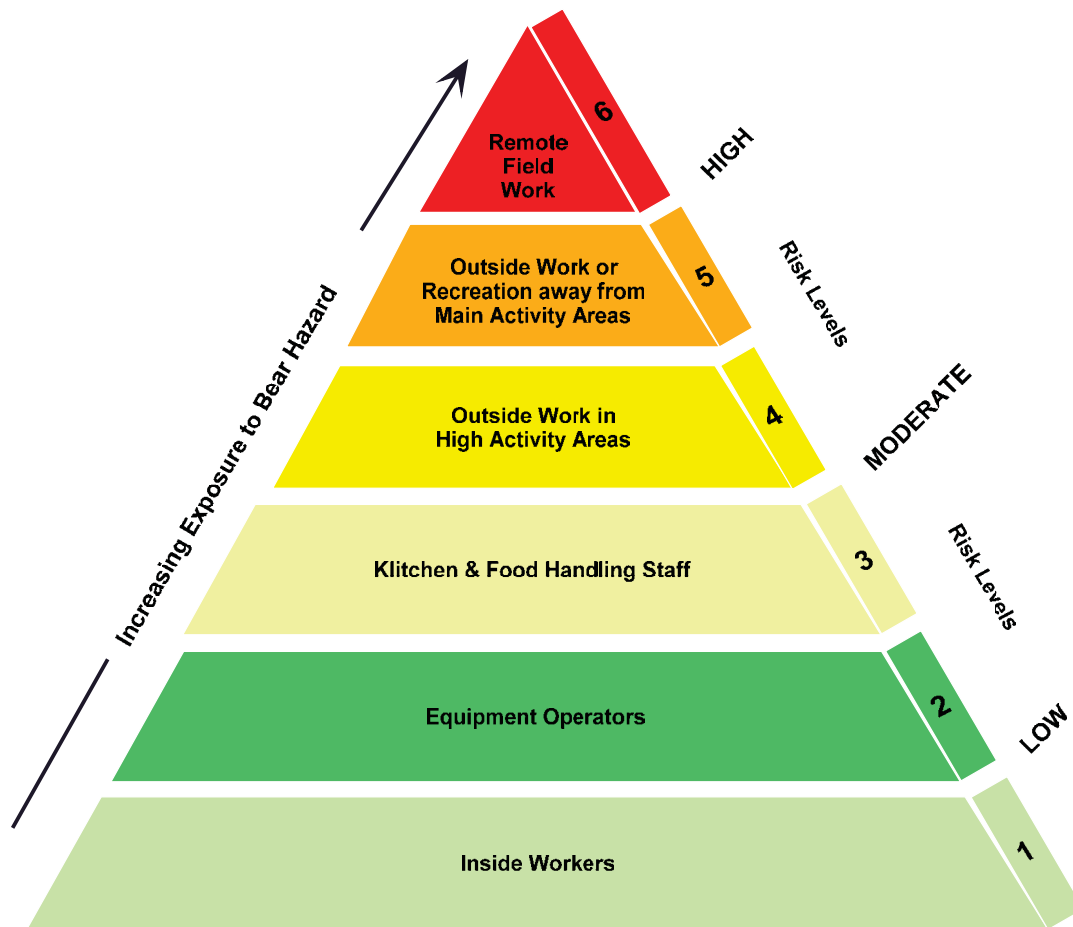 6
HIGH
Remote
Field
Work
Risk Levels
5
Outside Work or
Recreation away from
Main Activity Areas
Increasing Exposure to Bear Hazard
MODERATE
4
Outside Work in
High Activity Areas
Risk Levels
3
Klitchen & Food Handling Staff
LOW
2
Equipment Operators
1
Inside Workers